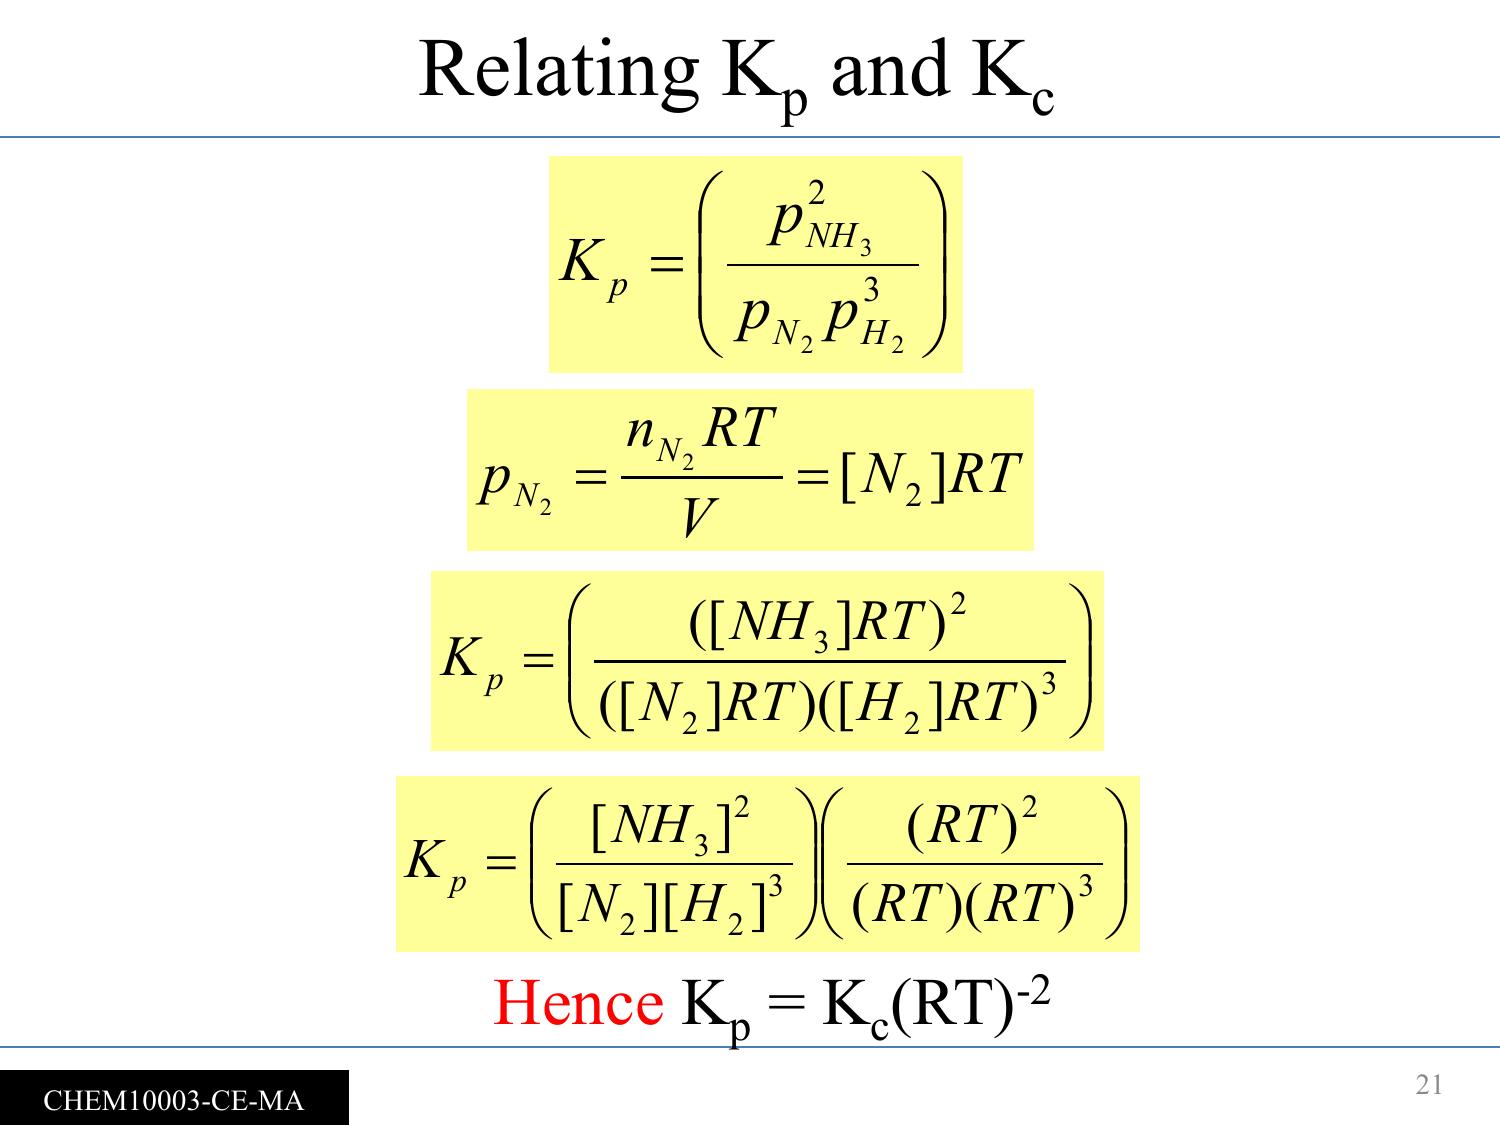 Relating K_p and K_c
K_p = \left( \frac{p_{NH_3}^2}{p_{N_2} p_{H_2}^3} \right)
p_{N_2} = \frac{n_{N_2} RT}{V} = [N_2]RT
K_p = \left( \frac{([NH_3]RT)^2}{([N_2]RT)([H_2]RT)^3} \right)
K_p = \left( \frac{[NH_3]^2}{[N_2][H_2]^3} \right) \left( \frac{(RT)^2}{(RT)(RT)^3} \right)
Hence K_p = K_c(RT)^{-2}
CHEM10003-CE-MA
21